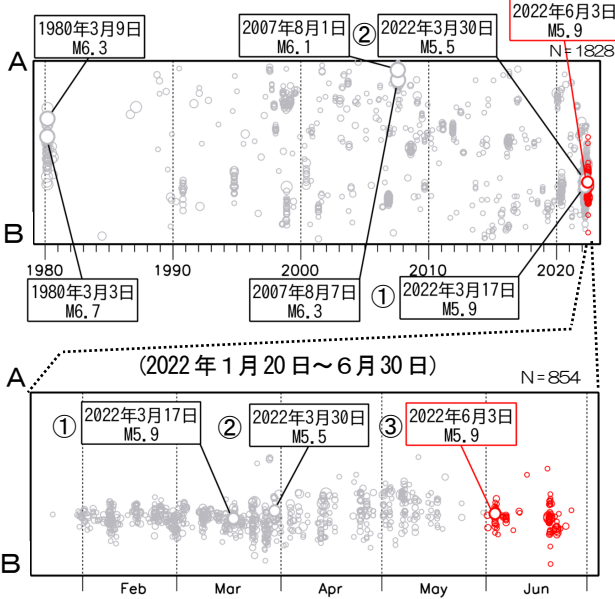 1980年3月9日
M6.3
2007年8月1日
M6.1
②
2022年3月30日
M5.5
2022年6月3日
M5.9
N=1828
A
B
1980
1990
2000
2010
2020
1980年3月3日
M6.7
2007年8月7日
M6.3
①
2022年3月17日
M5.9
(2022年1月20日～6月30日)
A
N=854
①
2022年3月17日
M5.9
②
2022年3月30日
M5.5
③
2022年6月3日
M5.9
B
Feb
Mar
Apr
May
Jun